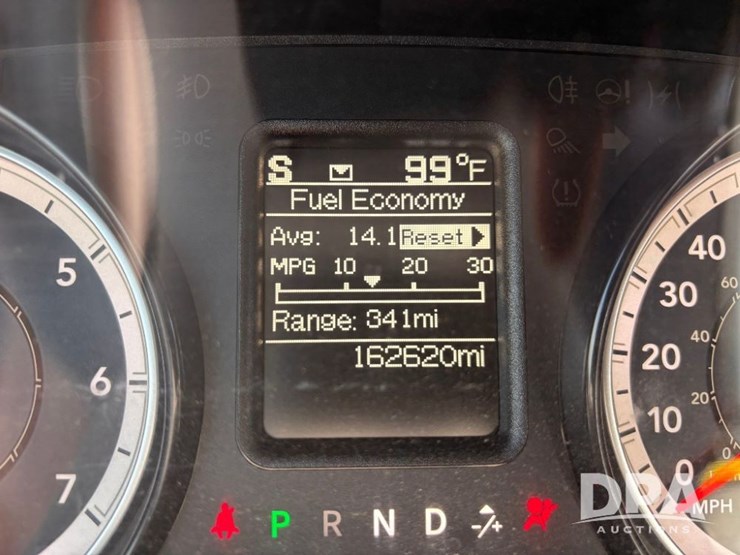 S 99°F
Fuel Economy
Avg: 14.1 Reset
MPG 10 20 30
Range: 341mi
162620mi
5
6
7
40
30
20
10
0
60
40
20
0
MPH
P R N D -/+
DPA
AUCTIONS